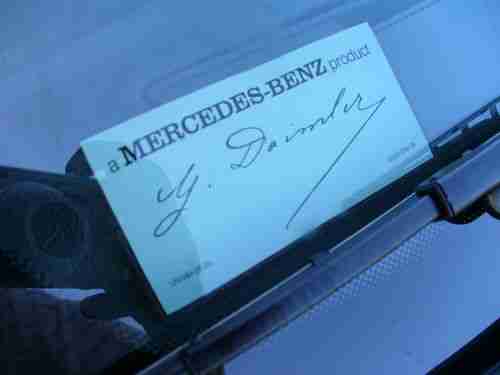 a MERCEDES-BENZ product
G. Daimler